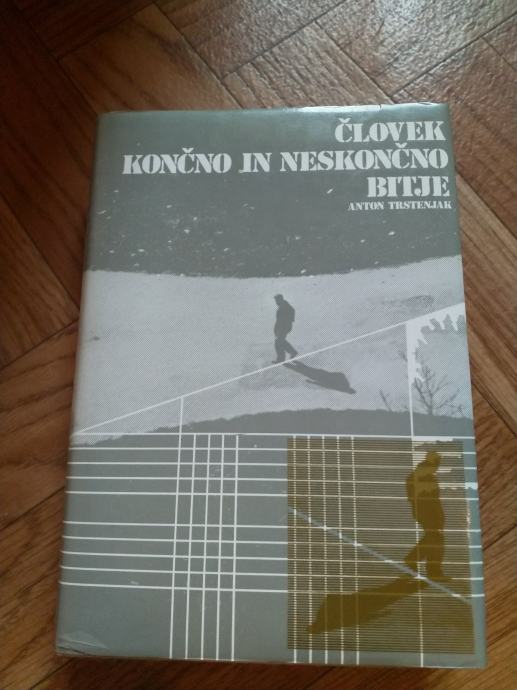 ČLOVEK
KONČNO IN NESKONČNO
BITJE
ANTON TRSTENJAK